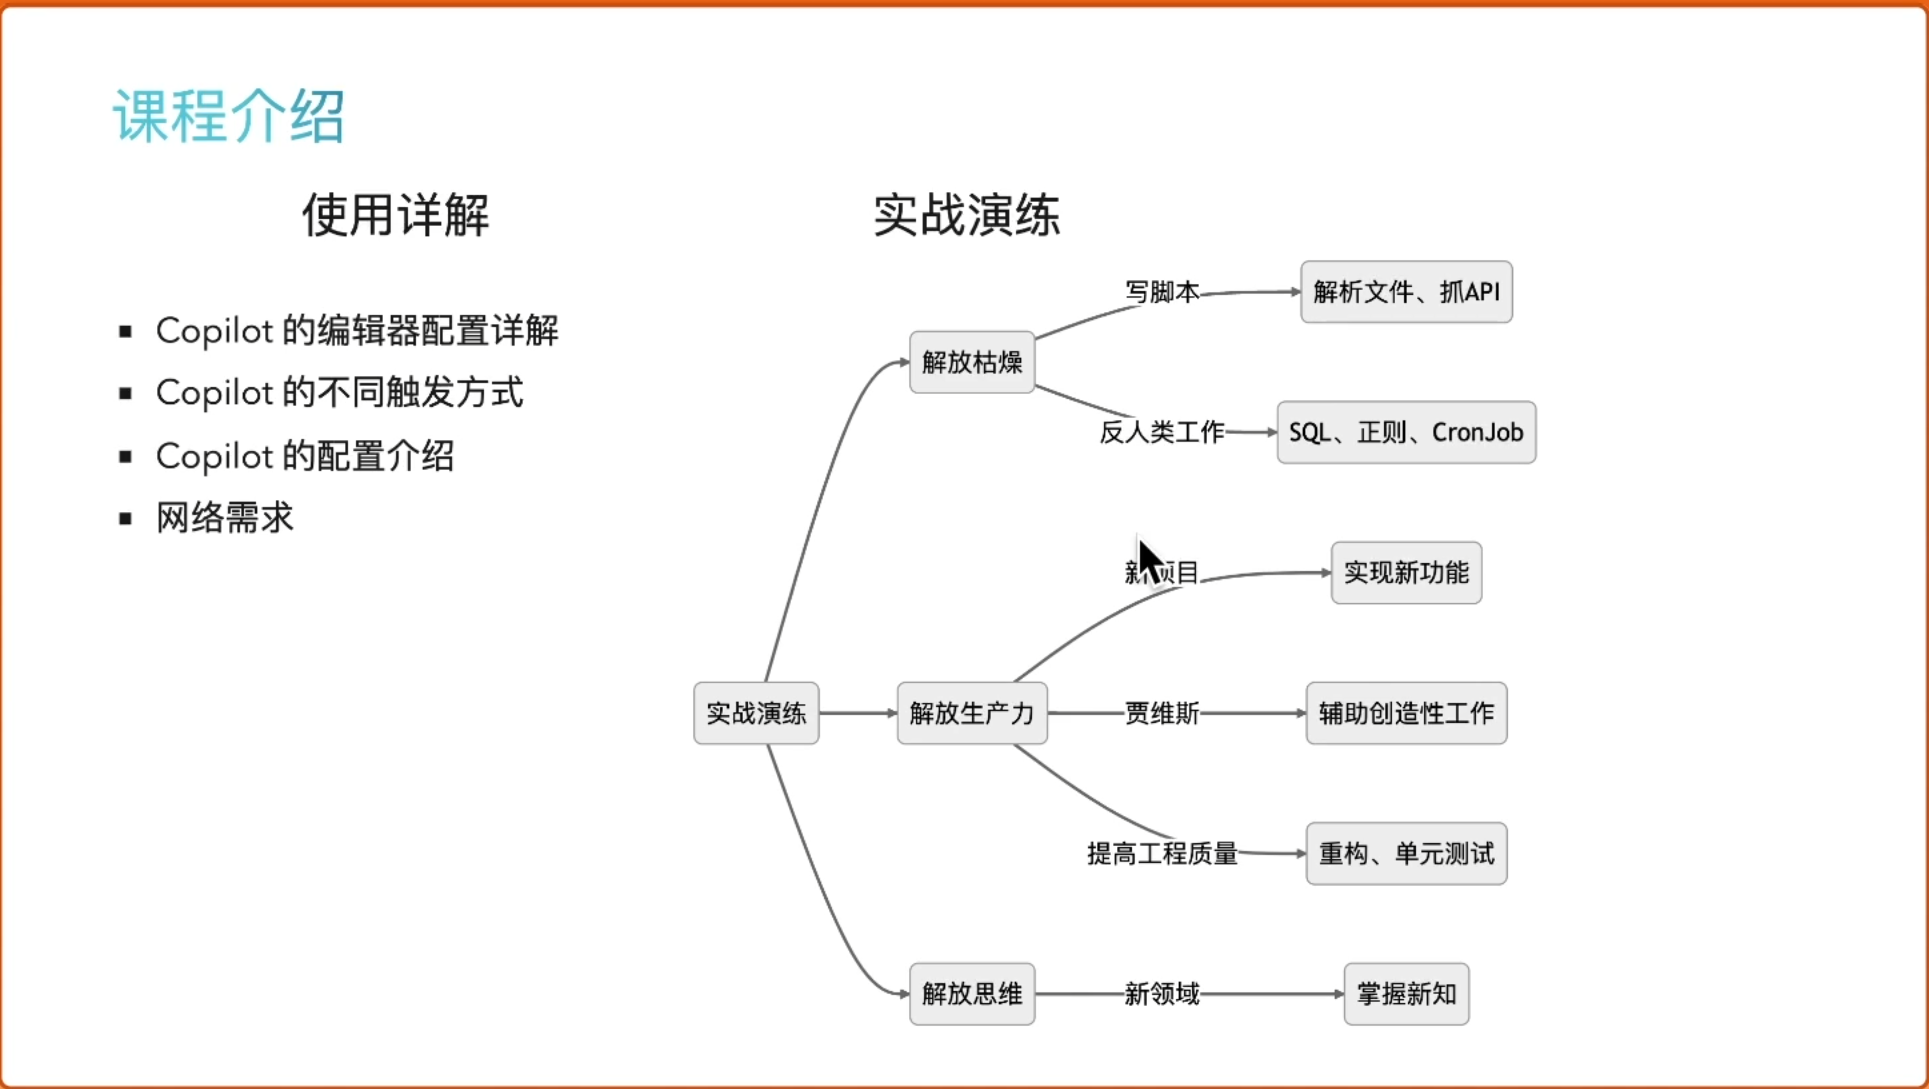 课程介绍
使用详解
Copilot 的编辑器配置详解
Copilot 的不同触发方式
Copilot 的配置介绍
网络需求
实战演练
写脚本
解析文件、抓API
解放枯燥
反人类工作
SQL、正则、CronJob
新项目
实现新功能
实战演练
解放生产力
贾维斯
辅助创造性工作
提高工程质量
重构、单元测试
解放思维
新领域
掌握新知